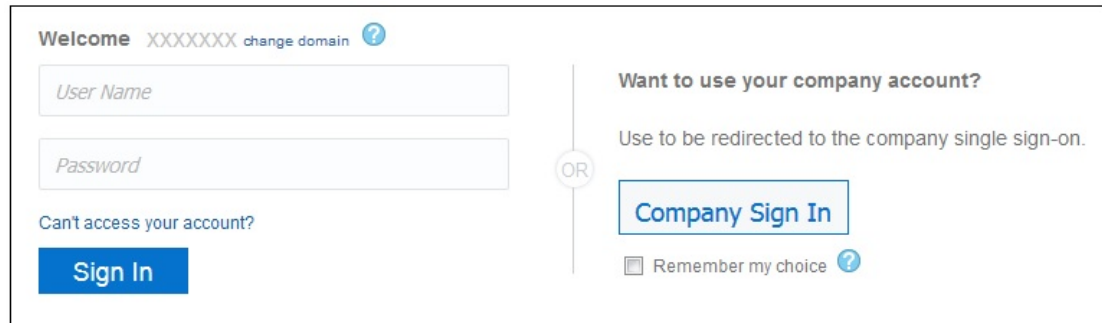 Welcome XXXXXXX change domain ?
User Name
Password
Can't access your account?
Sign In
OR
Want to use your company account?
Use to be redirected to the company single sign-on.
Company Sign In
Remember my choice ?